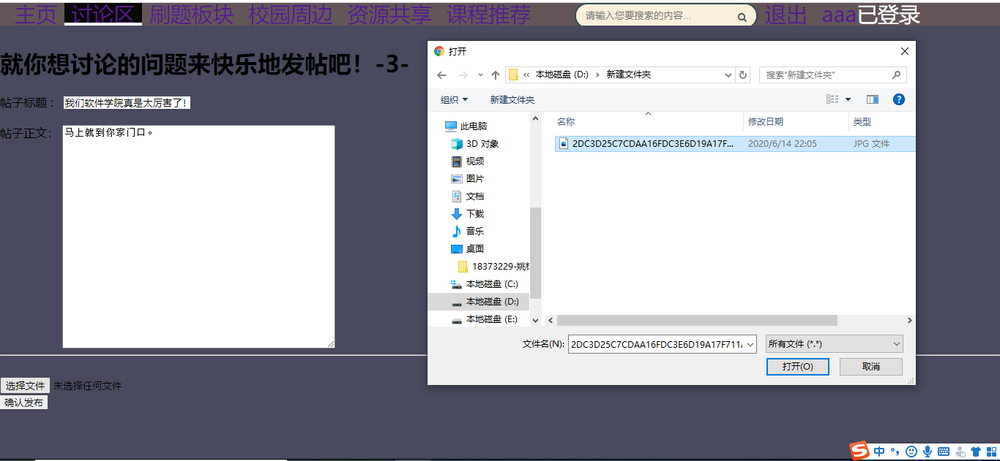 主页 讨论区 刷题板块 校园周边 资源共享 课程推荐 请输入您要搜索的内容... 退出 aaa已登录
就你想讨论的问题来快乐地发帖吧！-3-
帖子标题： 我们软件学院真是太厉害了！
帖子正文： 马上就到你家门口。
选择文件 未选择任何文件
确认发布
打开
« 本地磁盘 (D:) › 新建文件夹 搜索"新建文件夹"
组织 新建文件夹
名称 修改日期 类型
2DC3D25C7CDAA16FDC3E6D19A17F... 2020/6/14 22:05 JPG 文件
此电脑
3D 对象
视频
图片
文档
下载
音乐
桌面
18373229-姚
本地磁盘 (C:)
本地磁盘 (D:)
本地磁盘 (E:)
文件名(N): 2DC3D25C7CDAA16FDC3E6D19A17F711 所有文件 (*.*)
打开(O) 取消
S 中